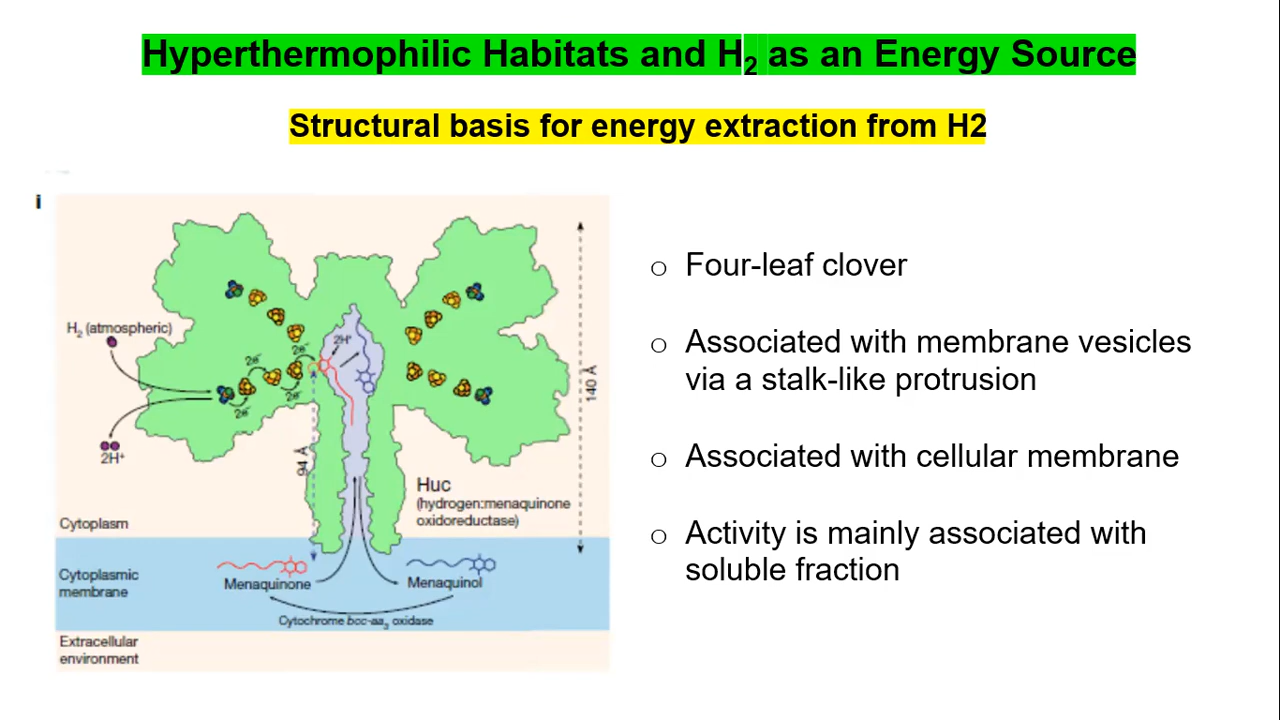 Hyperthermophilic Habitats and H₂ as an Energy Source
Structural basis for energy extraction from H2
i
H₂ (atmospheric)
2H⁺
2e⁻
2e⁻
2e⁻
2e⁻
2H⁺
94 Å
140 Å
Huc
(hydrogen:menaquinone
oxidoreductase)
Cytoplasm
Cytoplasmic
membrane
Menaquinone
Menaquinol
Cytochrome bcc-aa₃ oxidase
Extracellular
environment
○ Four-leaf clover
○ Associated with membrane vesicles
via a stalk-like protrusion
○ Associated with cellular membrane
○ Activity is mainly associated with
soluble fraction